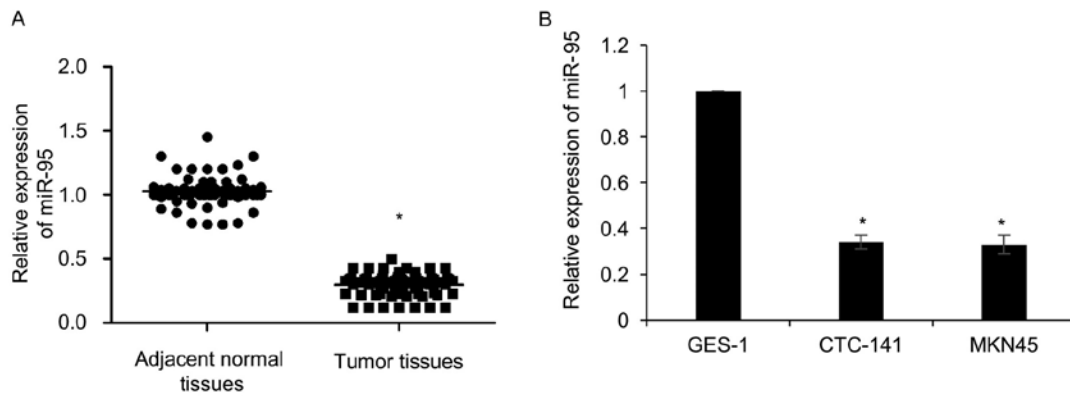 A
Relative expression
of miR-95
2.0
1.5
1.0
0.5
0.0
*
Adjacent normal
tissues
Tumor tissues
B
Relative expression of miR-95
1.2
1
0.8
0.6
0.4
0.2
0
*
*
GES-1
CTC-141
MKN45